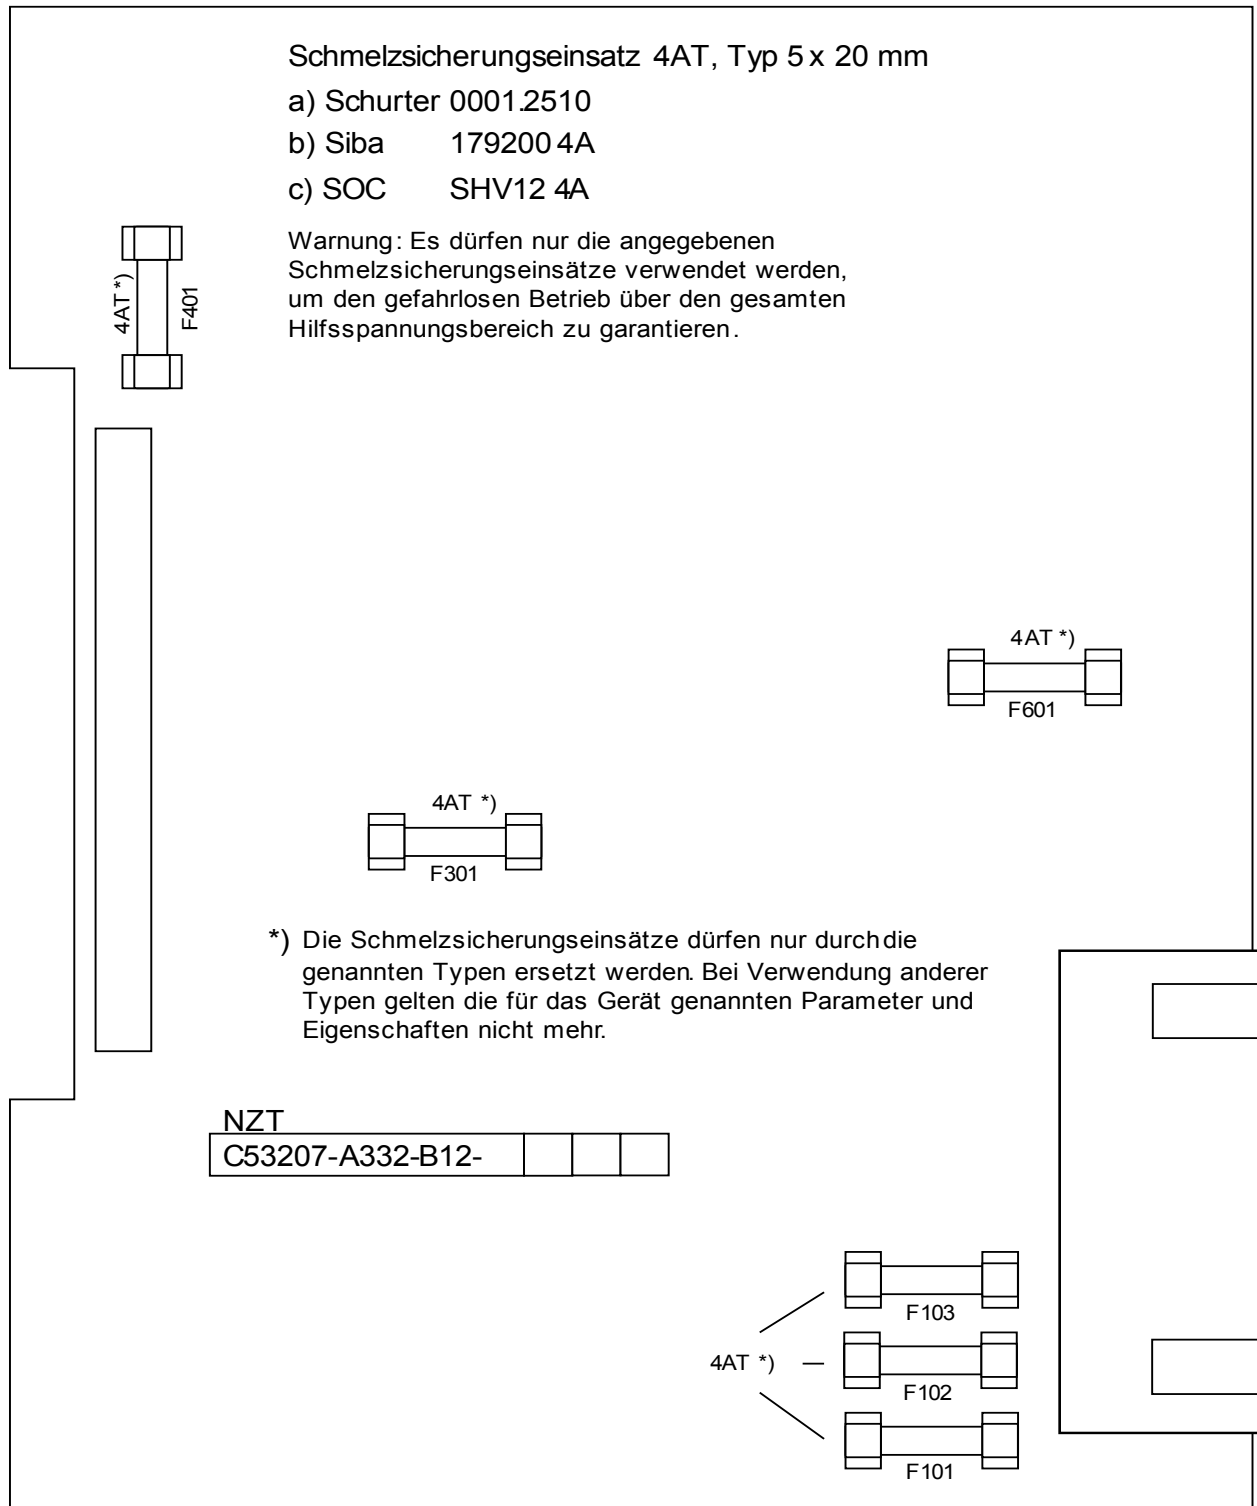 Schmelzsicherungseinsatz 4AT, Typ 5 x 20 mm
a) Schurter 0001.2510
b) Siba 179200 4A
c) SOC SHV12 4A
Warnung: Es dürfen nur die angegebenen
Schmelzsicherungseinsätze verwendet werden,
um den gefahrlosen Betrieb über den gesamten
Hilfsspannungsbereich zu garantieren.
4AT *)
F401
4AT *)
F601
4AT *)
F301
*) Die Schmelzsicherungseinsätze dürfen nur durch die
genannten Typen ersetzt werden. Bei Verwendung anderer
Typen gelten die für das Gerät genannten Parameter und
Eigenschaften nicht mehr.
NZT
C53207-A332-B12-
F103
4AT *)
F102
F101